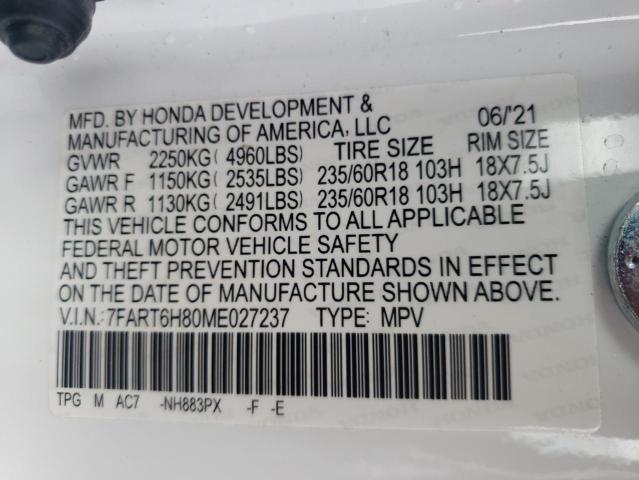 MFD. BY HONDA DEVELOPMENT & 06/'21
MANUFACTURING OF AMERICA, LLC
GVWR 2250KG( 4960LBS) TIRE SIZE RIM SIZE
GAWR F 1150KG( 2535LBS) 235/60R18 103H 18X7.5J
GAWR R 1130KG( 2491LBS) 235/60R18 103H 18X7.5J
THIS VEHICLE CONFORMS TO ALL APPLICABLE
FEDERAL MOTOR VEHICLE SAFETY
AND THEFT PREVENTION STANDARDS IN EFFECT
ON THE DATE OF MANUFACTURE SHOWN ABOVE.
V.I.N.:7FART6H80ME027237 TYPE: MPV
TPG M AC7 -NH883PX -F -E